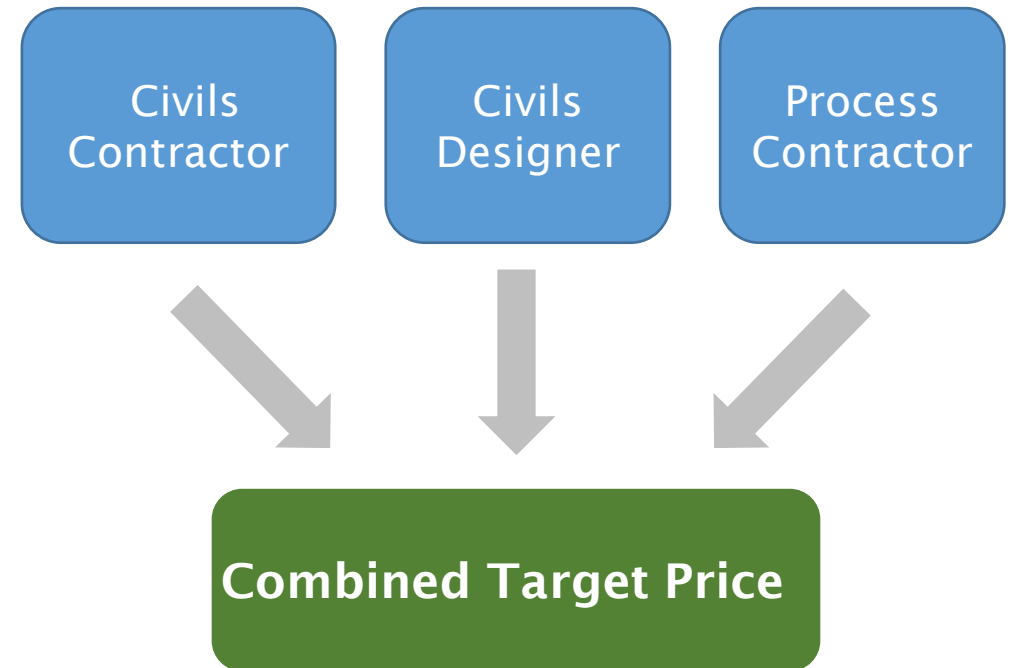 Civils
Contractor
Civils
Designer
Process
Contractor
Combined Target Price